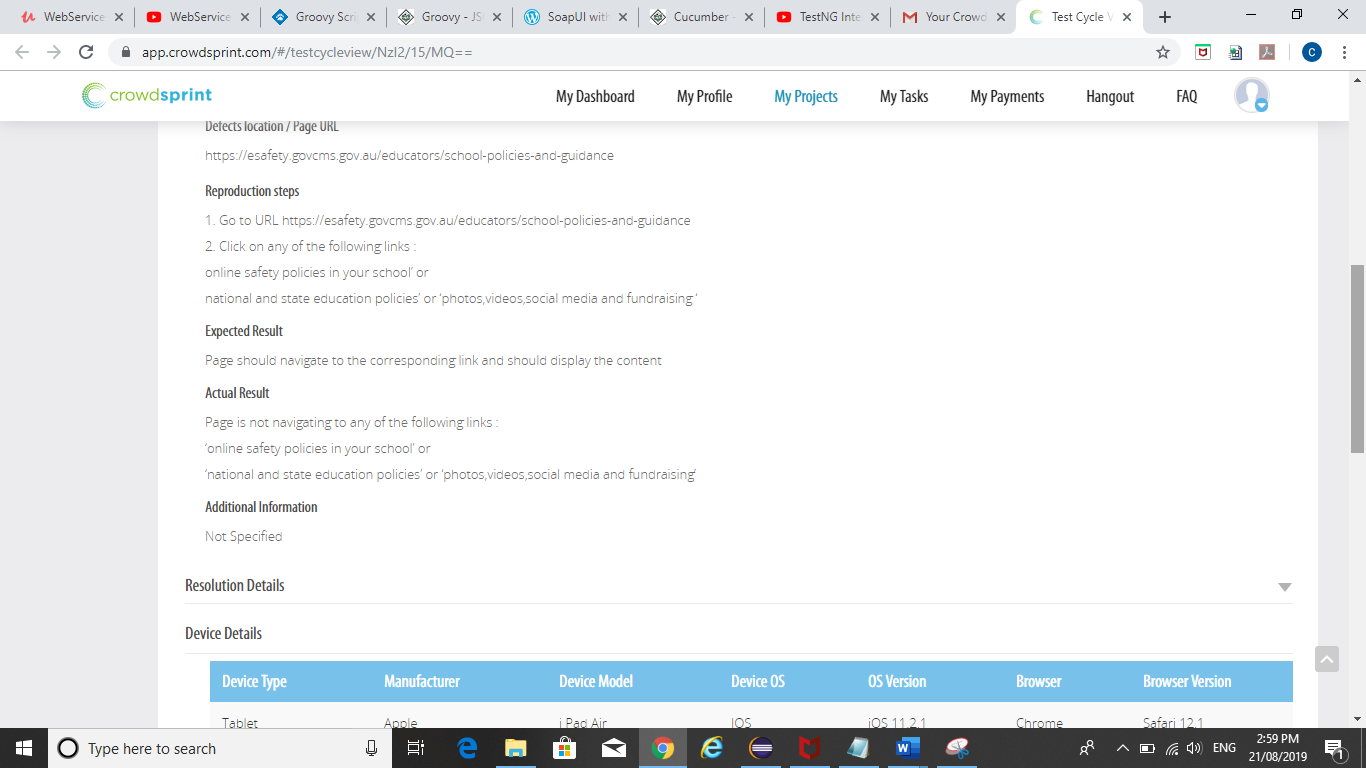 WebService
WebService
Groovy Scri
Groovy - JS
SoapUI with
Cucumber -
TestNG Inte
Your Crowd
Test Cycle V
app.crowdsprint.com/#/testcycleview/NzI2/15/MQ==
C
crowdsprint
My Dashboard
My Profile
My Projects
My Tasks
My Payments
Hangout
FAQ
Defects location / Page URL
https://esafety.govcms.gov.au/educators/school-policies-and-guidance
Reproduction steps
1. Go to URL https://esafety.govcms.gov.au/educators/school-policies-and-guidance
2. Click on any of the following links :
online safety policies in your school’ or
national and state education policies’ or ‘photos,videos,social media and fundraising ‘
Expected Result
Page should navigate to the corresponding link and should display the content
Actual Result
Page is not navigating to any of the following links :
‘online safety policies in your school’ or
‘national and state education policies’ or ‘photos,videos,social media and fundraising’
Additional Information
Not Specified
Resolution Details
Device Details
Device Type Manufacturer Device Model Device OS OS Version Browser Browser Version
Tablet Apple i Pad Air IOS iOS 11.2.1 Chrome Safari 12.1
Type here to search
ENG
2:59 PM
21/08/2019
1